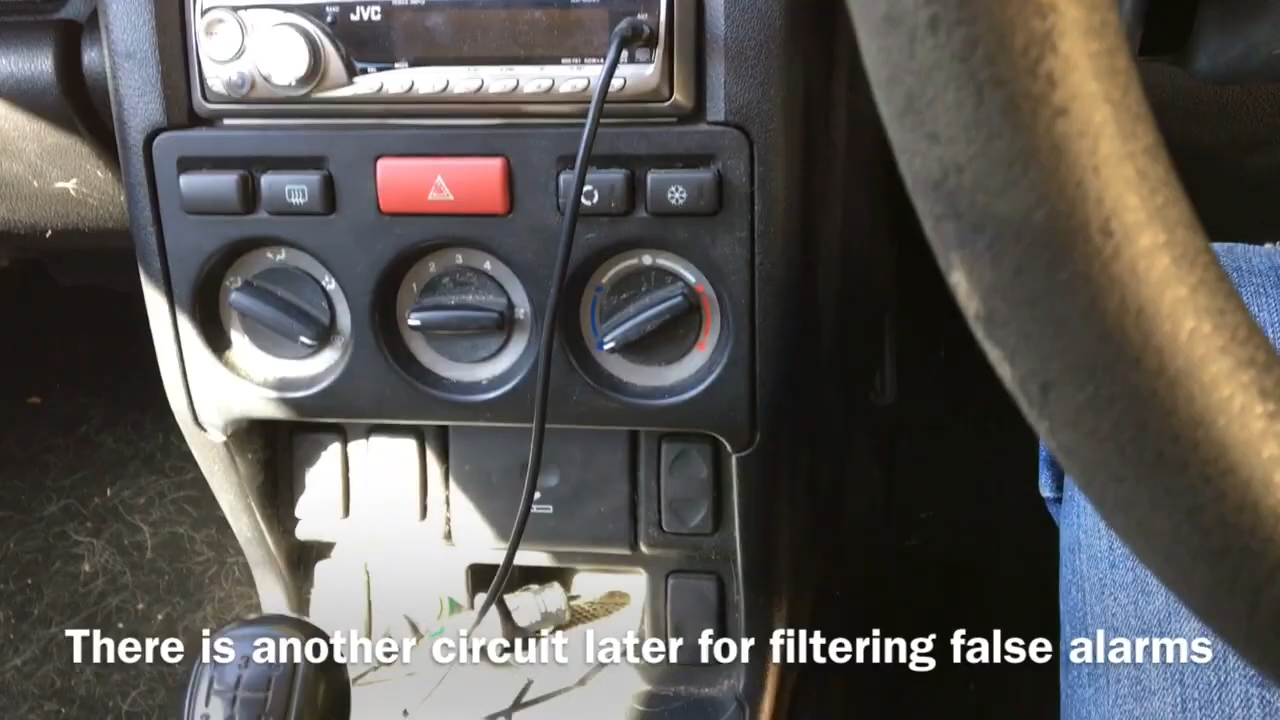 JVC
1 2 3 4
There is another circuit later for filtering false alarms